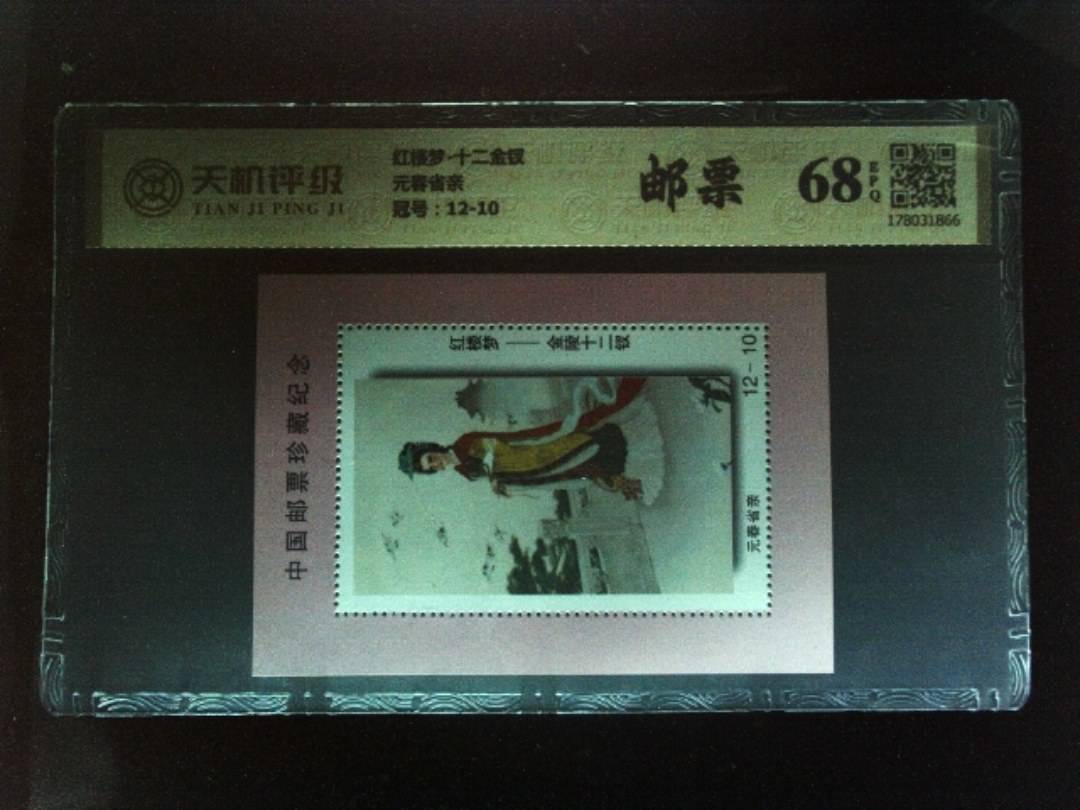 天机评级
TIAN JI PING JI
红楼梦·十二金钗
元春省亲
冠号：12-10
邮票
68
EPQ
178031866
中国邮票珍藏纪念
红楼梦——金陵十二钗
12-10
元春省亲